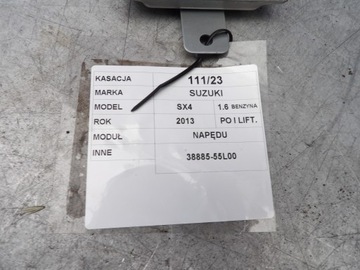 KASACJA 111/23
MARKA SUZUKI
MODEL SX4 1.6 BENZYNA
ROK 2013 PO I LIFT.
MODUŁ NAPĘDU
INNE 38885-55L00